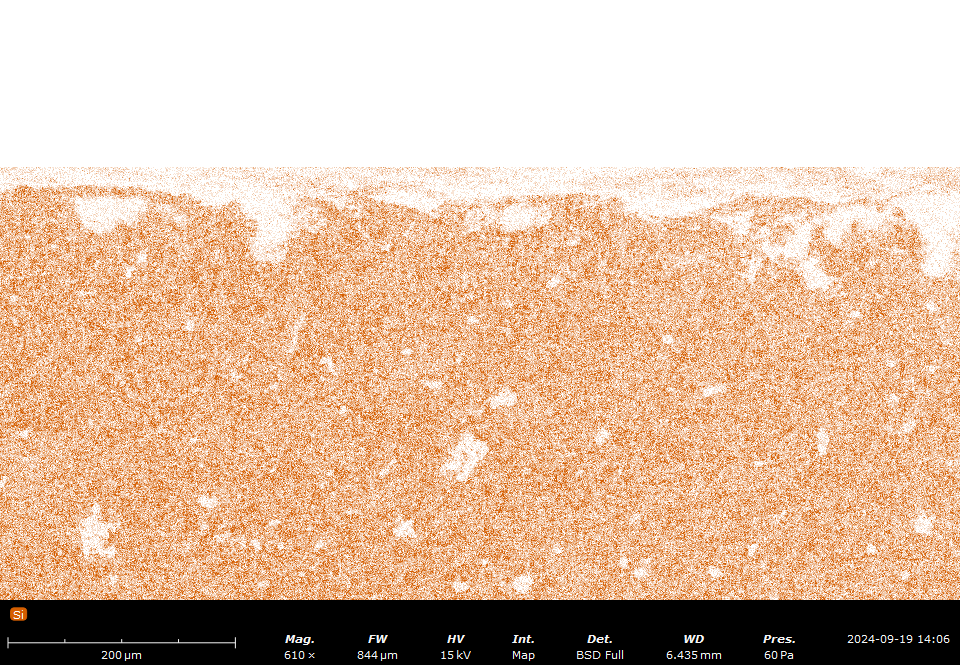 Si
Mag. FW HV Int. Det. WD Pres. 2024-09-19 14:06
200 µm 610 × 844 µm 15 kV Map BSD Full 6.435 mm 60 Pa